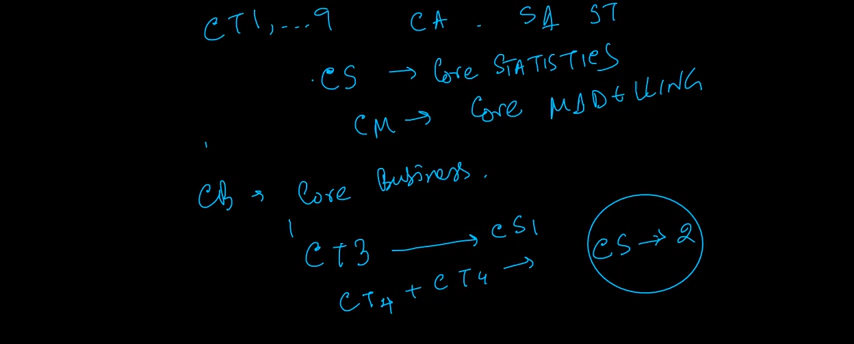 CT1,...9 CA . SA ST
.CS → Core STATISTICS
CM → Core MODELLING
CB → Core Business.
CT3 → CS1
CT4 + CT4 → CS → 2